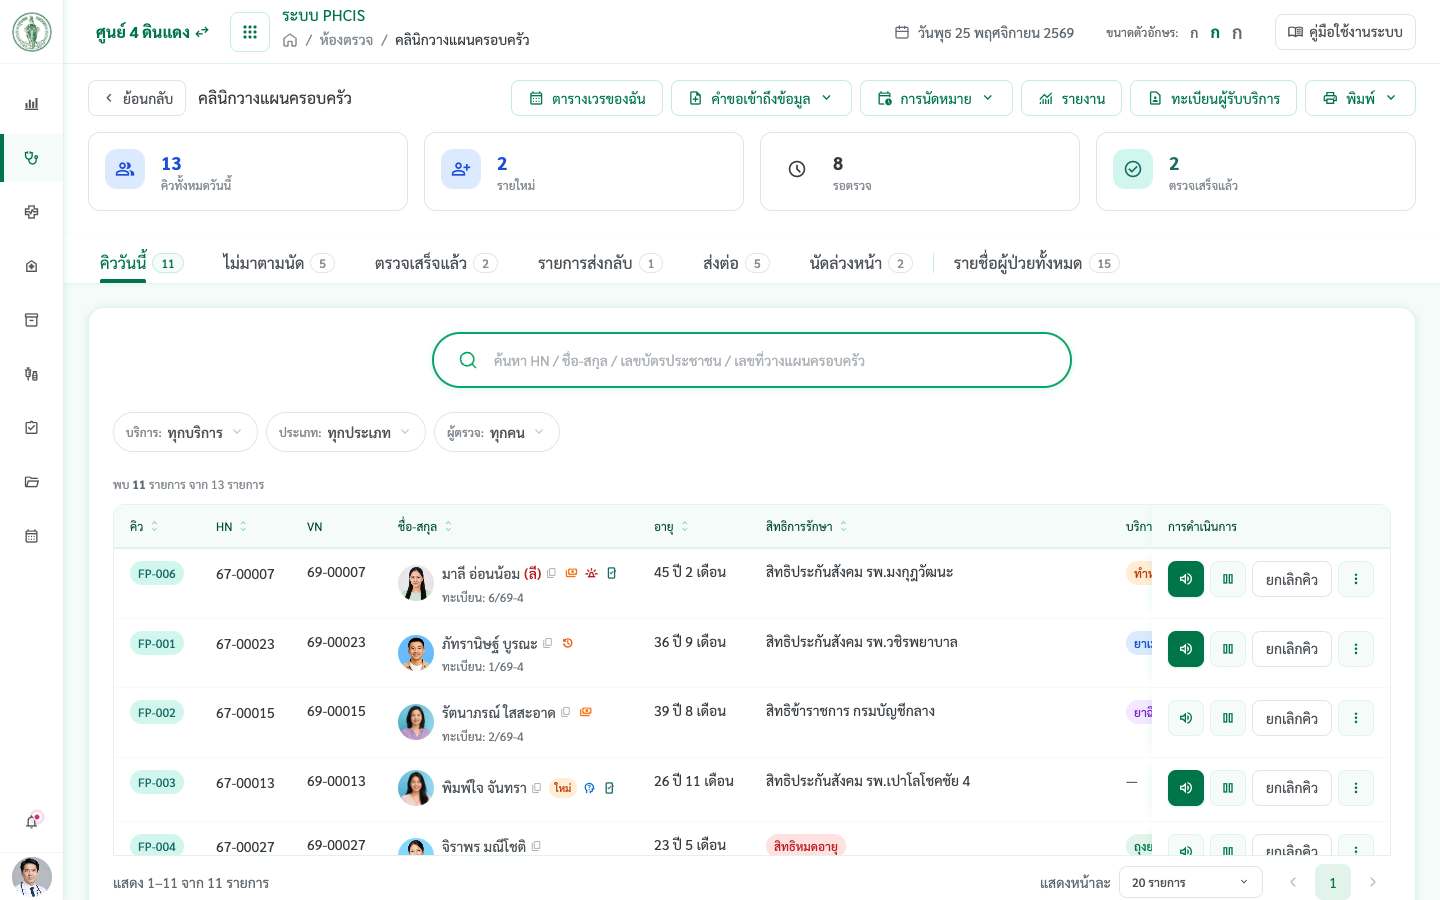 ศูนย์ 4 ดินแดง
ระบบ PHCIS
/ ห้องตรวจ / คลินิกวางแผนครอบครัว
วันพุธ 25 พฤศจิกายน 2569
ขนาดตัวอักษร: ก ก ก
คู่มือใช้งานระบบ
ย้อนกลับ
คลินิกวางแผนครอบครัว
ตารางเวรของฉัน
คำขอเข้าถึงข้อมูล
การนัดหมาย
รายงาน
ทะเบียนผู้รับบริการ
พิมพ์
13
คิวทั้งหมดวันนี้
2
รายใหม่
8
รอตรวจ
2
ตรวจเสร็จแล้ว
คิววันนี้ 11
ไม่มาตามนัด 5
ตรวจเสร็จแล้ว 2
รายการส่งกลับ 1
ส่งต่อ 5
นัดล่วงหน้า 2
รายชื่อผู้ป่วยทั้งหมด 15
ค้นหา HN / ชื่อ-สกุล / เลขบัตรประชาชน / เลขที่วางแผนครอบครัว
บริการ: ทุกบริการ
ประเภท: ทุกประเภท
ผู้ตรวจ: ทุกคน
พบ 11 รายการ จาก 13 รายการ
คิว HN VN ชื่อ-สกุล อายุ สิทธิการรักษา บริกา การดำเนินการ
FP-006 67-00007 69-00007 มาลี อ่อนน้อม (ลี) 45 ปี 2 เดือน สิทธิประกันสังคม รพ.มงกุฎวัฒนะ ยกเลิกคิว
ทะเบียน: 6/69-4
FP-001 67-00023 69-00023 ภัทรานิษฐ์ บูรณะ 36 ปี 9 เดือน สิทธิประกันสังคม รพ.วชิรพยาบาล ยกเลิกคิว
ทะเบียน: 1/69-4
FP-002 67-00015 69-00015 รัตนาภรณ์ ใสสะอาด 39 ปี 8 เดือน สิทธิข้าราชการ กรมบัญชีกลาง ยกเลิกคิว
ทะเบียน: 2/69-4
FP-003 67-00013 69-00013 พิมพ์ใจ จันทรา ใหม่ 26 ปี 11 เดือน สิทธิประกันสังคม รพ.เปาโลโชคชัย 4 — ยกเลิกคิว
FP-004 67-00027 69-00027 จิราพร มณีโชติ 23 ปี 5 เดือน สิทธิหมดอายุ ยกเลิกคิว
แสดง 1–11 จาก 11 รายการ
แสดงหน้าละ 20 รายการ 1